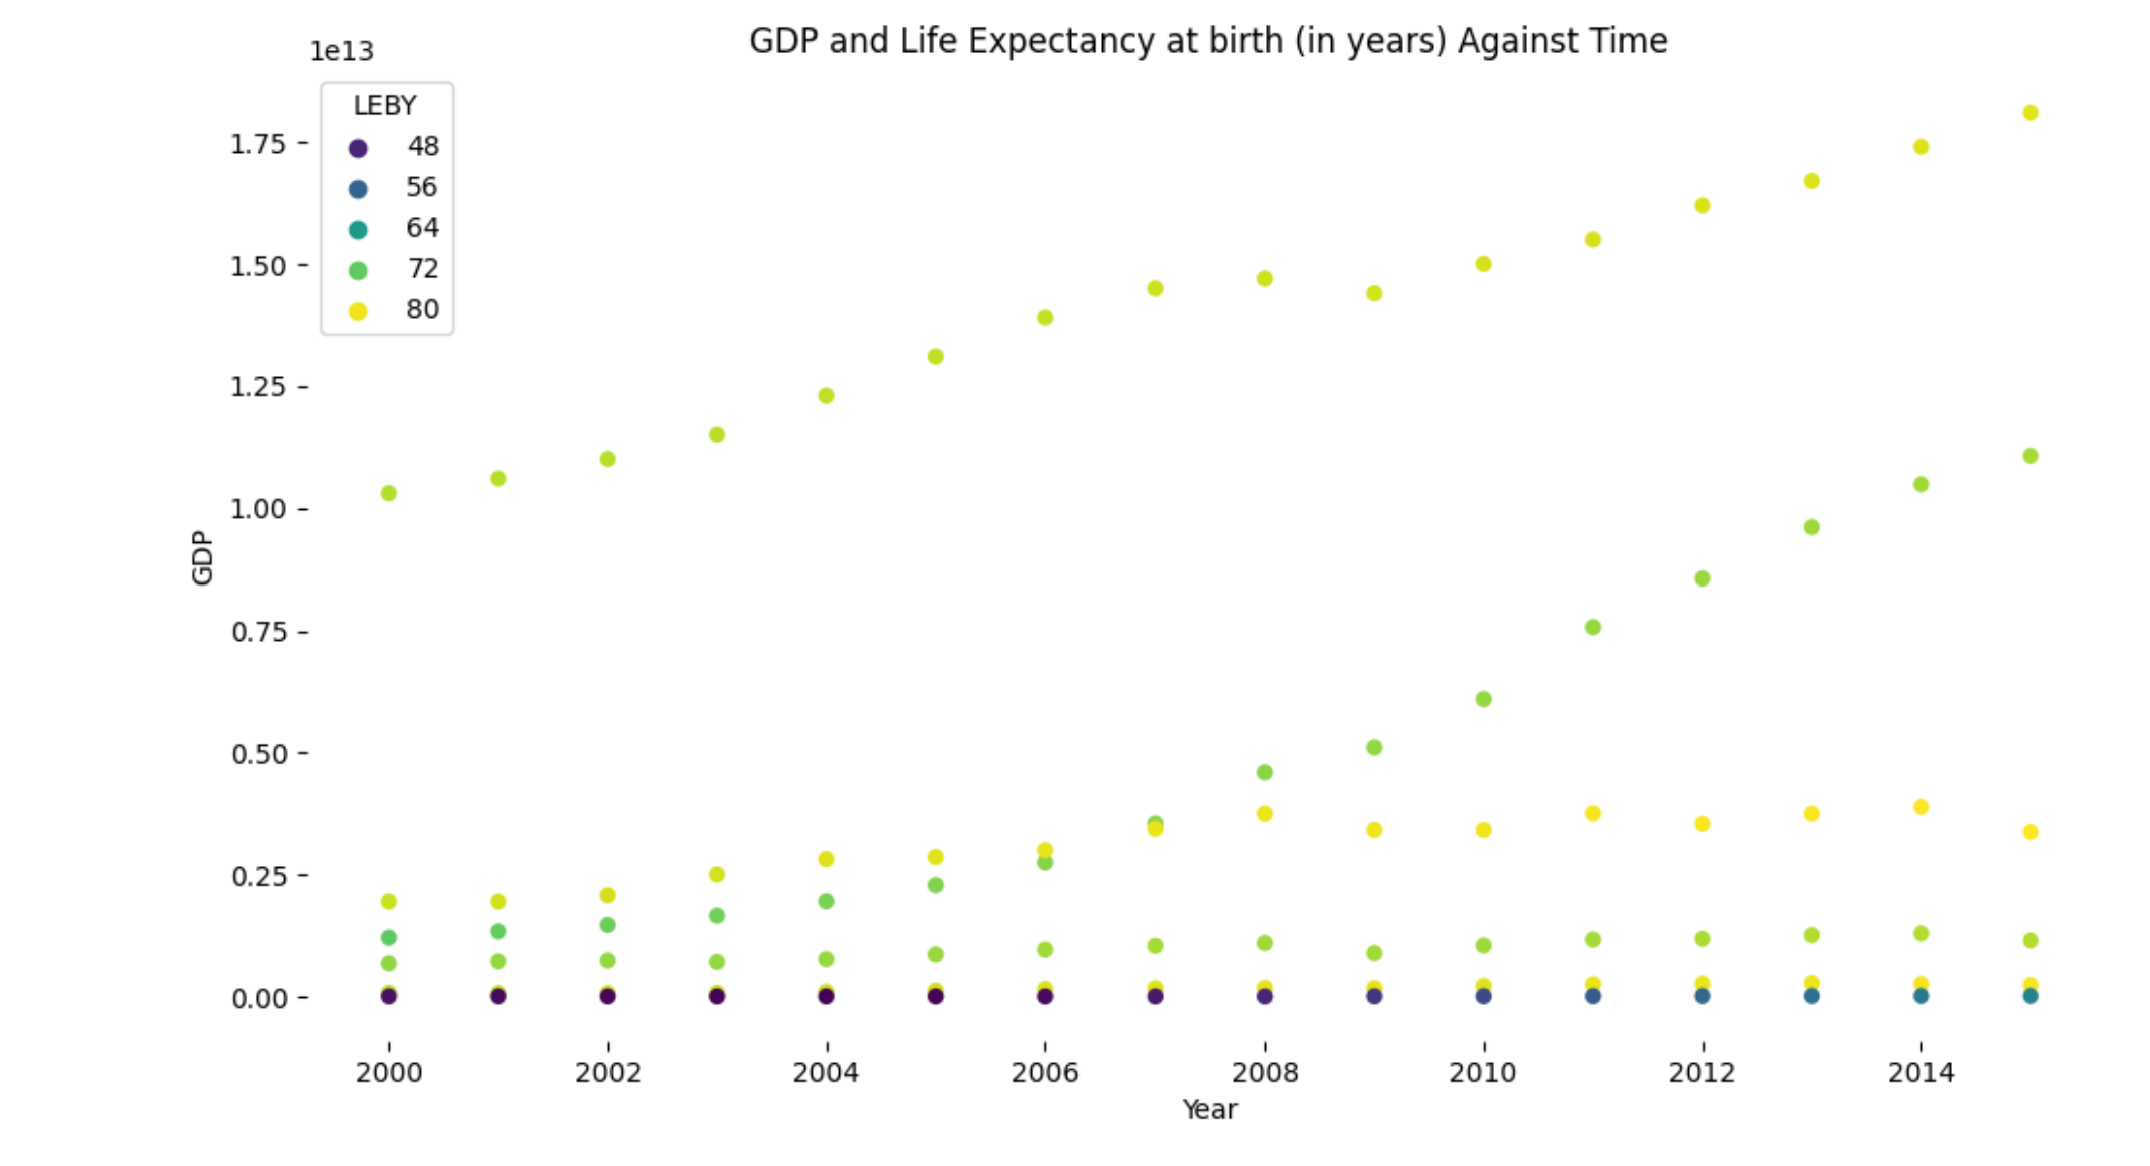 GDP and Life Expectancy at birth (in years) Against Time
1e13
LEBY
48
56
64
72
80
1.75
1.50
1.25
1.00
0.75
0.50
0.25
0.00
GDP
2000 2002 2004 2006 2008 2010 2012 2014
Year